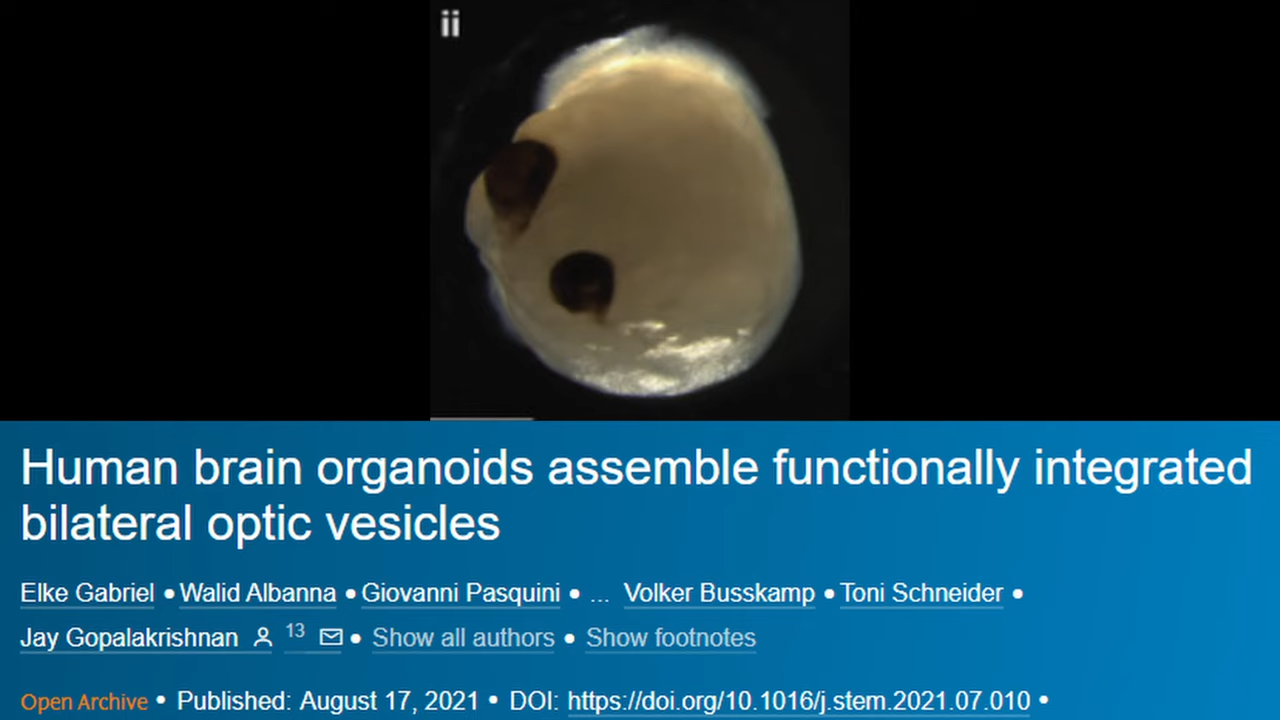 ii
Human brain organoids assemble functionally integrated
bilateral optic vesicles
Elke Gabriel • Walid Albanna • Giovanni Pasquini • ... Volker Busskamp • Toni Schneider •
Jay Gopalakrishnan 13 • Show all authors • Show footnotes
Open Archive • Published: August 17, 2021 • DOI: https://doi.org/10.1016/j.stem.2021.07.010 •